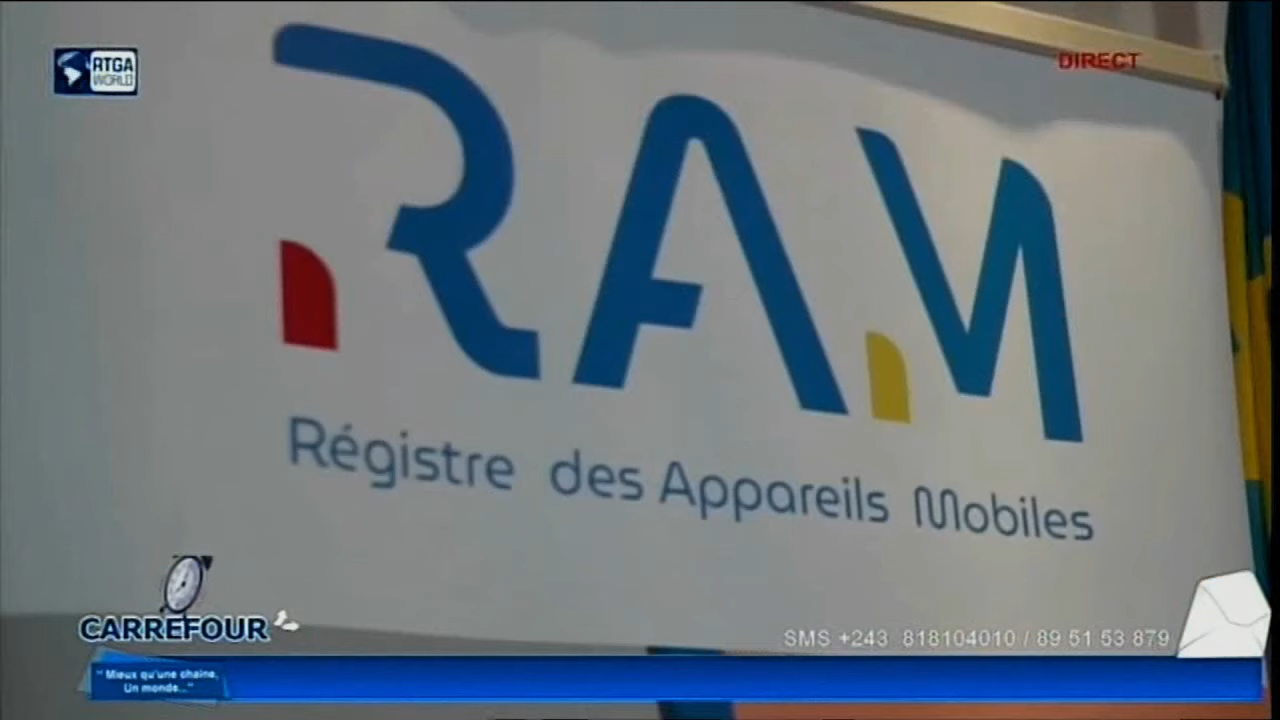 RTGA
WORLD
DIRECT
RAM
Régistre des Appareils Mobiles
CARREFOUR
SMS +243 818104010 / 89 51 53 879
" Mieux qu'une chaine.
Un monde..."